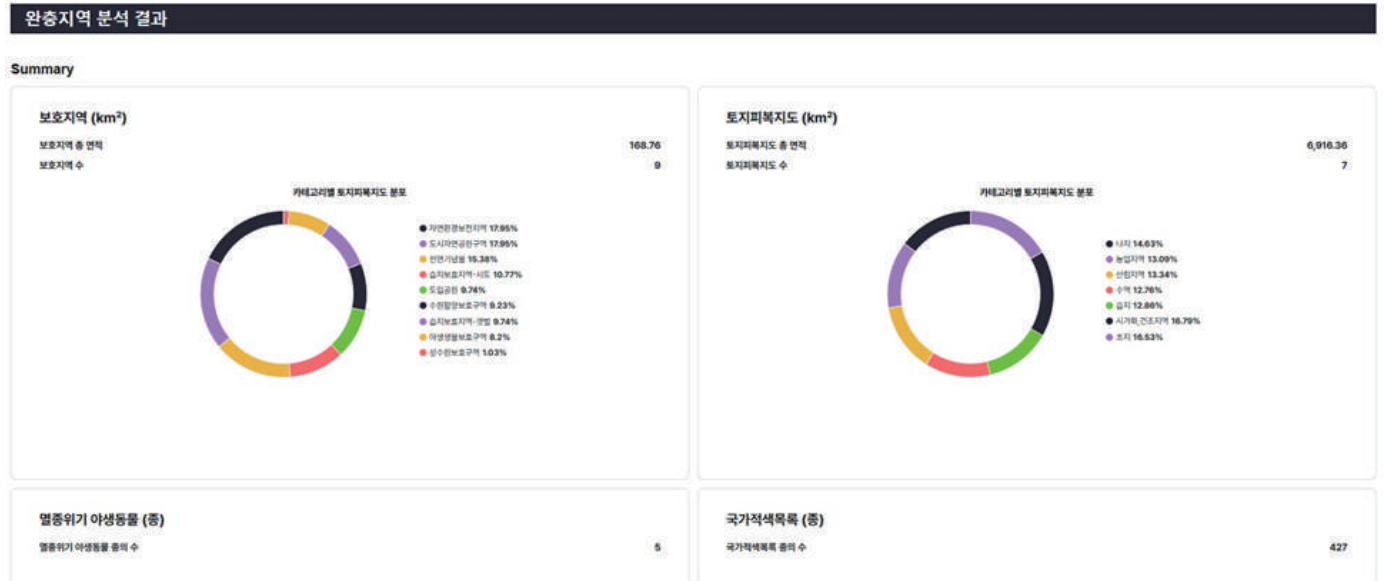 완충지역 분석 결과
Summary
보호지역 (km²)
보호지역 총 면적 168.76
보호지역 수 9
카테고리별 토지피복지도 분포
자연환경보전지역 17.95%
도시자연공원구역 17.95%
천연기념물 15.38%
습지보호지역-시도 10.77%
도립공원 9.74%
수원함양보호구역 9.23%
습지보호지역-갯벌 9.74%
야생생물보호구역 8.2%
상수원보호구역 1.03%
토지피복지도 (km²)
토지피복지도 총 면적 6,916.36
토지피복지도 수 7
카테고리별 토지피복지도 분포
나지 14.63%
농업지역 13.09%
산림지역 13.34%
수역 12.76%
습지 12.86%
시가화,건조지역 16.79%
초지 16.53%
멸종위기 야생동물 (종)
멸종위기 야생동물 종의 수 5
국가적색목록 (종)
국가적색목록 종의 수 427